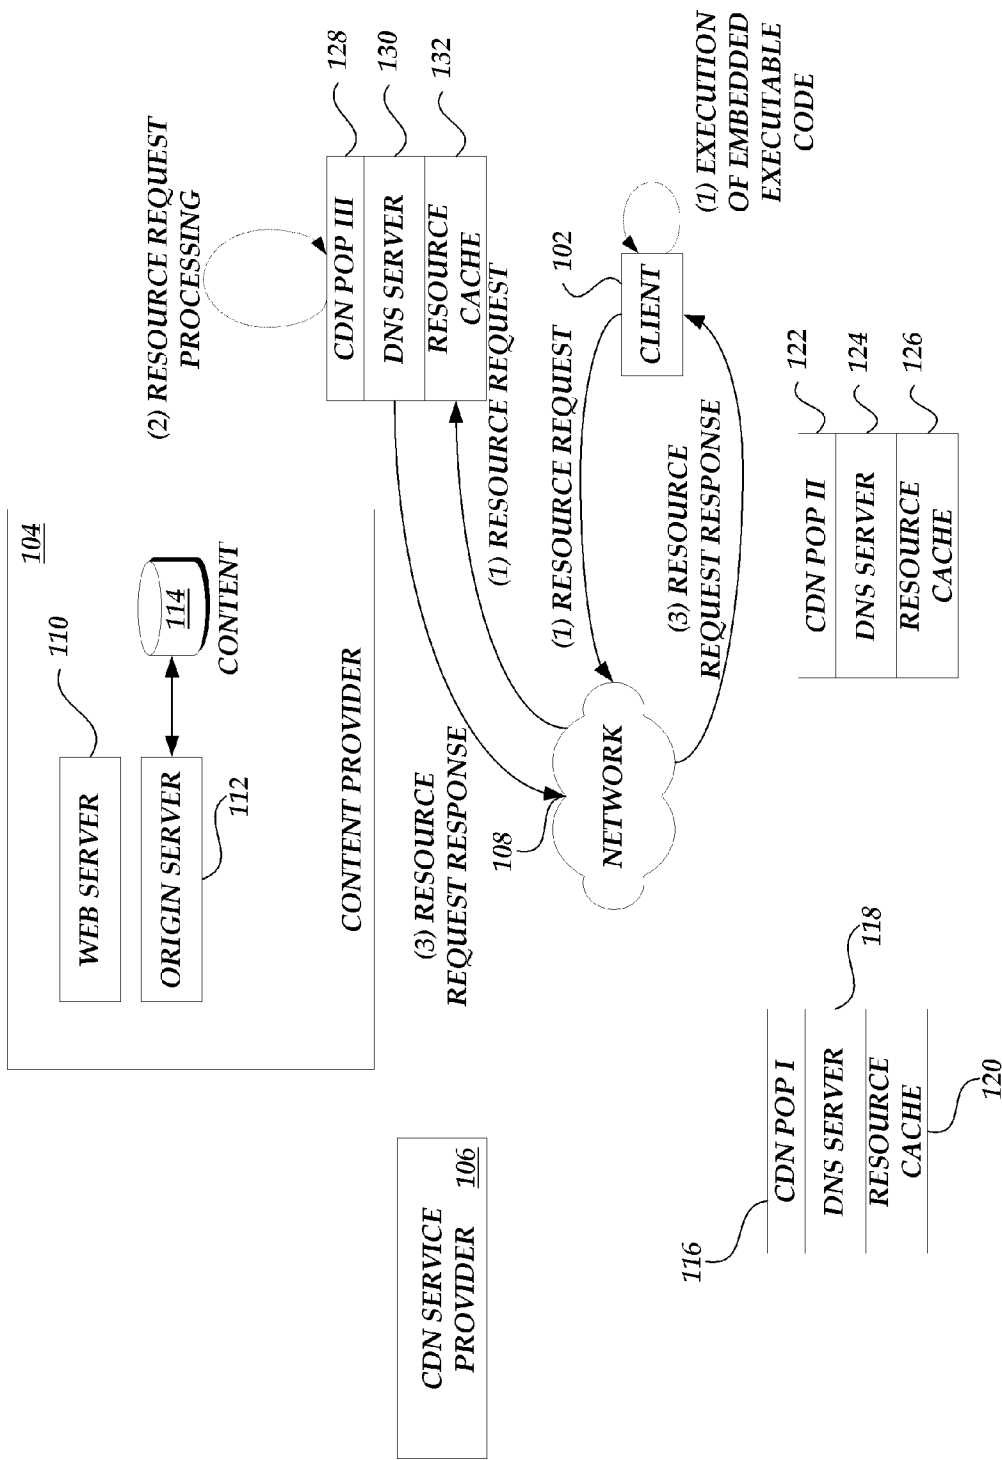 104
110
WEB SERVER
ORIGIN SERVER
112
114
CONTENT
CONTENT PROVIDER
(2) RESOURCE REQUEST
PROCESSING
CDN POP III
128
DNS SERVER
130
RESOURCE
CACHE
132
CDN SERVICE
PROVIDER
106
(3) RESOURCE
REQUEST RESPONSE
(1) RESOURCE REQUEST
(1) RESOURCE REQUEST
108
NETWORK
102
CLIENT
(1) EXECUTION
OF EMBEDDED
EXECUTABLE
CODE
(3) RESOURCE
REQUEST RESPONSE
116
CDN POP I
DNS SERVER
118
RESOURCE
CACHE
120
CDN POP II
122
DNS SERVER
124
RESOURCE
CACHE
126